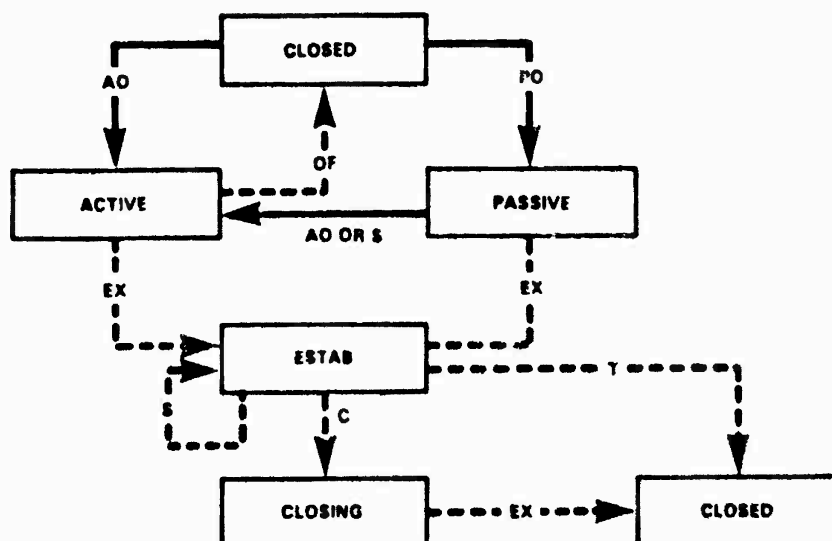 CLOSED
AO
PO
OF
ACTIVE
PASSIVE
AO OR S
EX
EX
ESTAB
T
S
C
CLOSING
EX
CLOSED